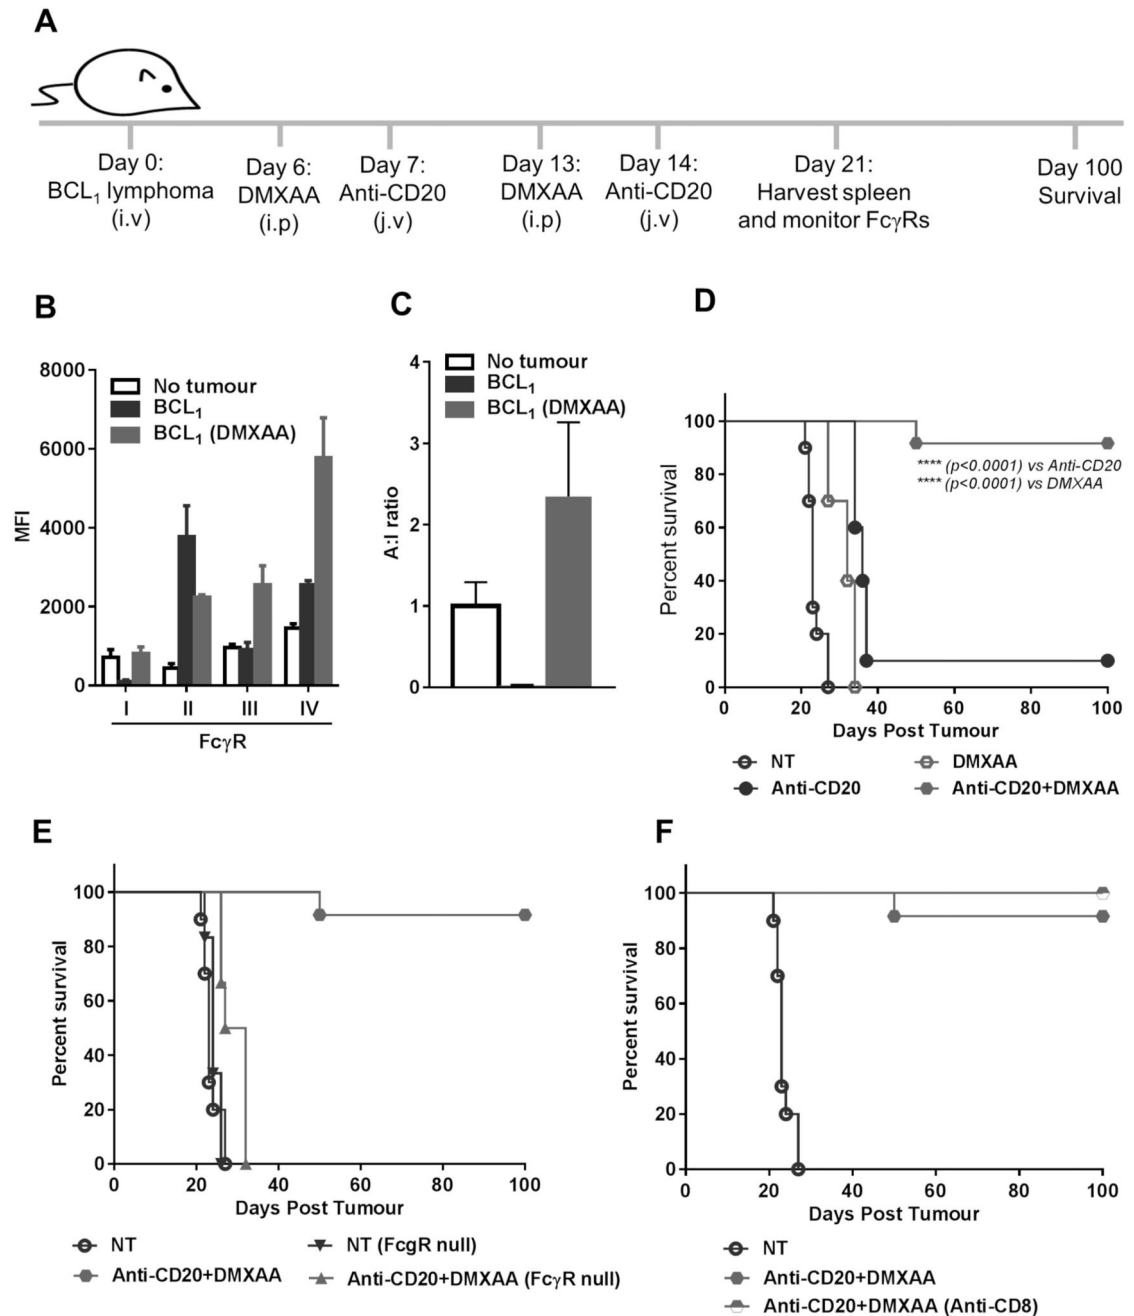 A
Day 0:
BCL1 lymphoma
(i.v)
Day 6:
DMXAA
(i.p)
Day 7:
Anti-CD20
(j.v)
Day 13:
DMXAA
(i.p)
Day 14:
Anti-CD20
(j.v)
Day 21:
Harvest spleen
and monitor FcγRs
Day 100
Survival
B
8000
6000
4000
2000
0
MFI
No tumour
BCL1
BCL1 (DMXAA)
I II III IV
FcγR
C
4
3
2
1
0
A:I ratio
No tumour
BCL1
BCL1 (DMXAA)
D
100
80
60
40
20
0
Percent survival
**** (p<0.0001) vs Anti-CD20
**** (p<0.0001) vs DMXAA
0 20 40 60 80 100
Days Post Tumour
NT DMXAA
Anti-CD20 Anti-CD20+DMXAA
E
100
80
60
40
20
0
Percent survival
0 20 40 60 80 100
Days Post Tumour
NT NT (FcgR null)
Anti-CD20+DMXAA Anti-CD20+DMXAA (FcγR null)
F
100
80
60
40
20
0
Percent survival
0 20 40 60 80 100
Days Post Tumour
NT
Anti-CD20+DMXAA
Anti-CD20+DMXAA (Anti-CD8)